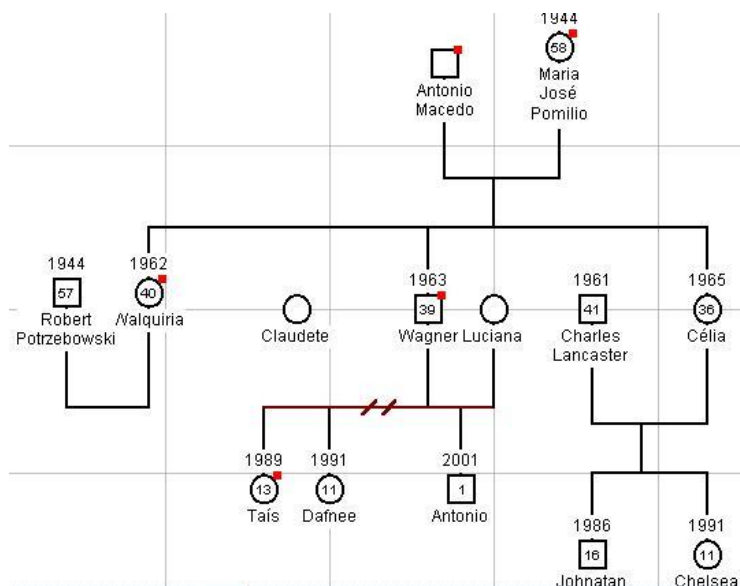 1944
58
Antonio
Macedo
Maria
José
Pomilio
1944
1962
1963
1961
1965
57
40
39
41
36
Robert
Potrzebowski
Walquiria
Claudete
Wagner
Luciana
Charles
Lancaster
Célia
1989
1991
2001
13
11
1
Taís
Dafnee
Antonio
1986
1991
16
11
Johnatan
Chelsea